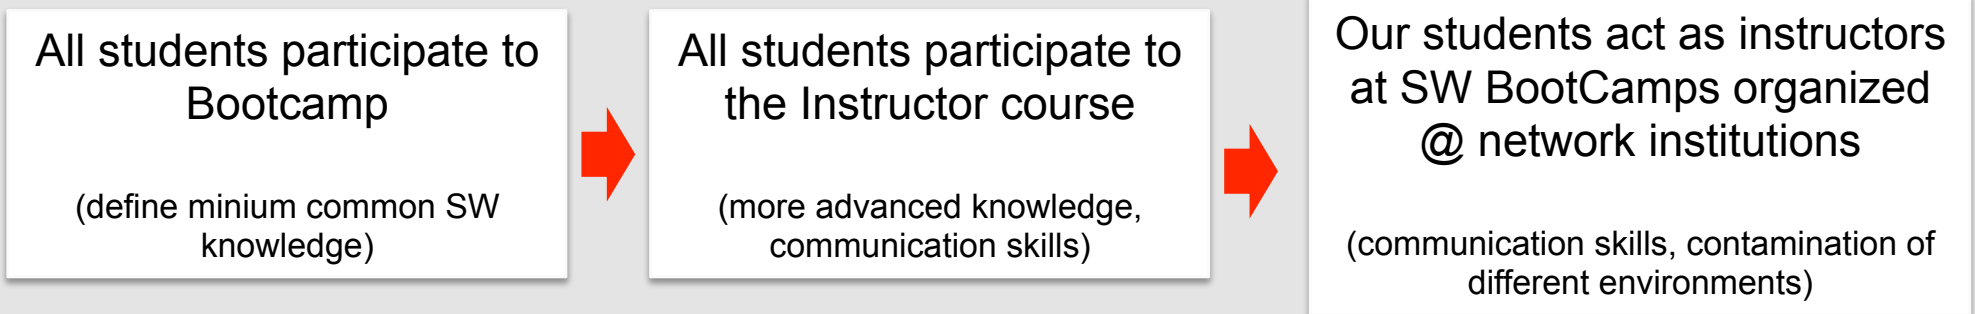 All students participate to
Bootcamp
(define minium common SW
knowledge)
All students participate to
the Instructor course
(more advanced knowledge,
communication skills)
Our students act as instructors
at SW BootCamps organized
@ network institutions
(communication skills, contamination of
different environments)